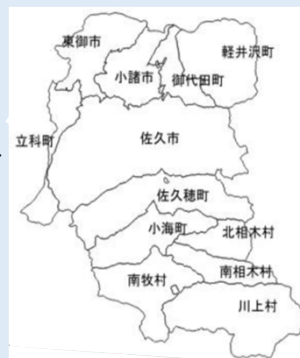 東御市
軽井沢町
小諸市
御代田町
立科町
佐久市
佐久穂町
小海町
北相木村
南牧村
南相木村
川上村